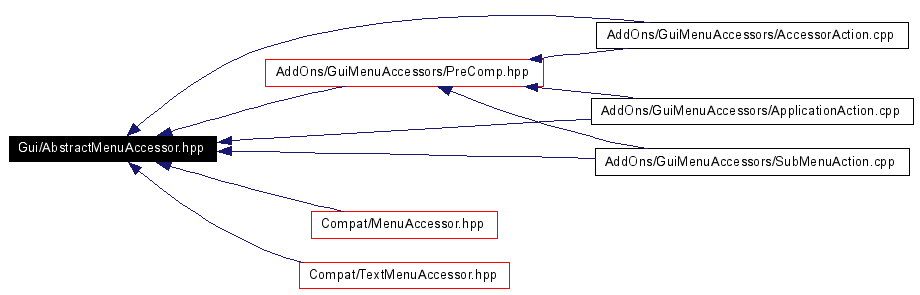 AddOns/GuiMenuAccessors/AccessorAction.cpp
AddOns/GuiMenuAccessors/PreComp.hpp
AddOns/GuiMenuAccessors/ApplicationAction.cpp
Gui/AbstractMenuAccessor.hpp
AddOns/GuiMenuAccessors/SubMenuAction.cpp
Compat/MenuAccessor.hpp
Compat/TextMenuAccessor.hpp